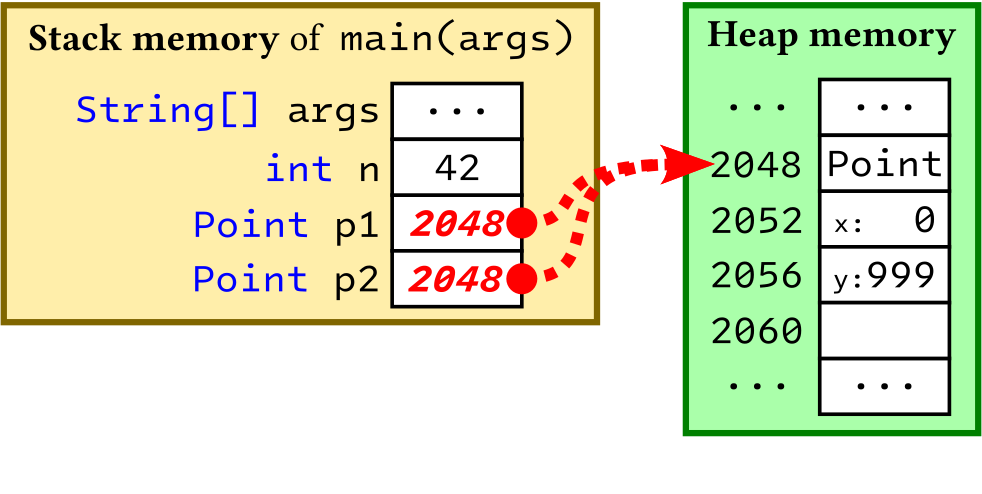 Stack memory of main(args)
String[] args ...
int n 42
Point p1 2048
Point p2 2048
Heap memory
... ...
2048 Point
2052 x: 0
2056 y:999
2060
... ...